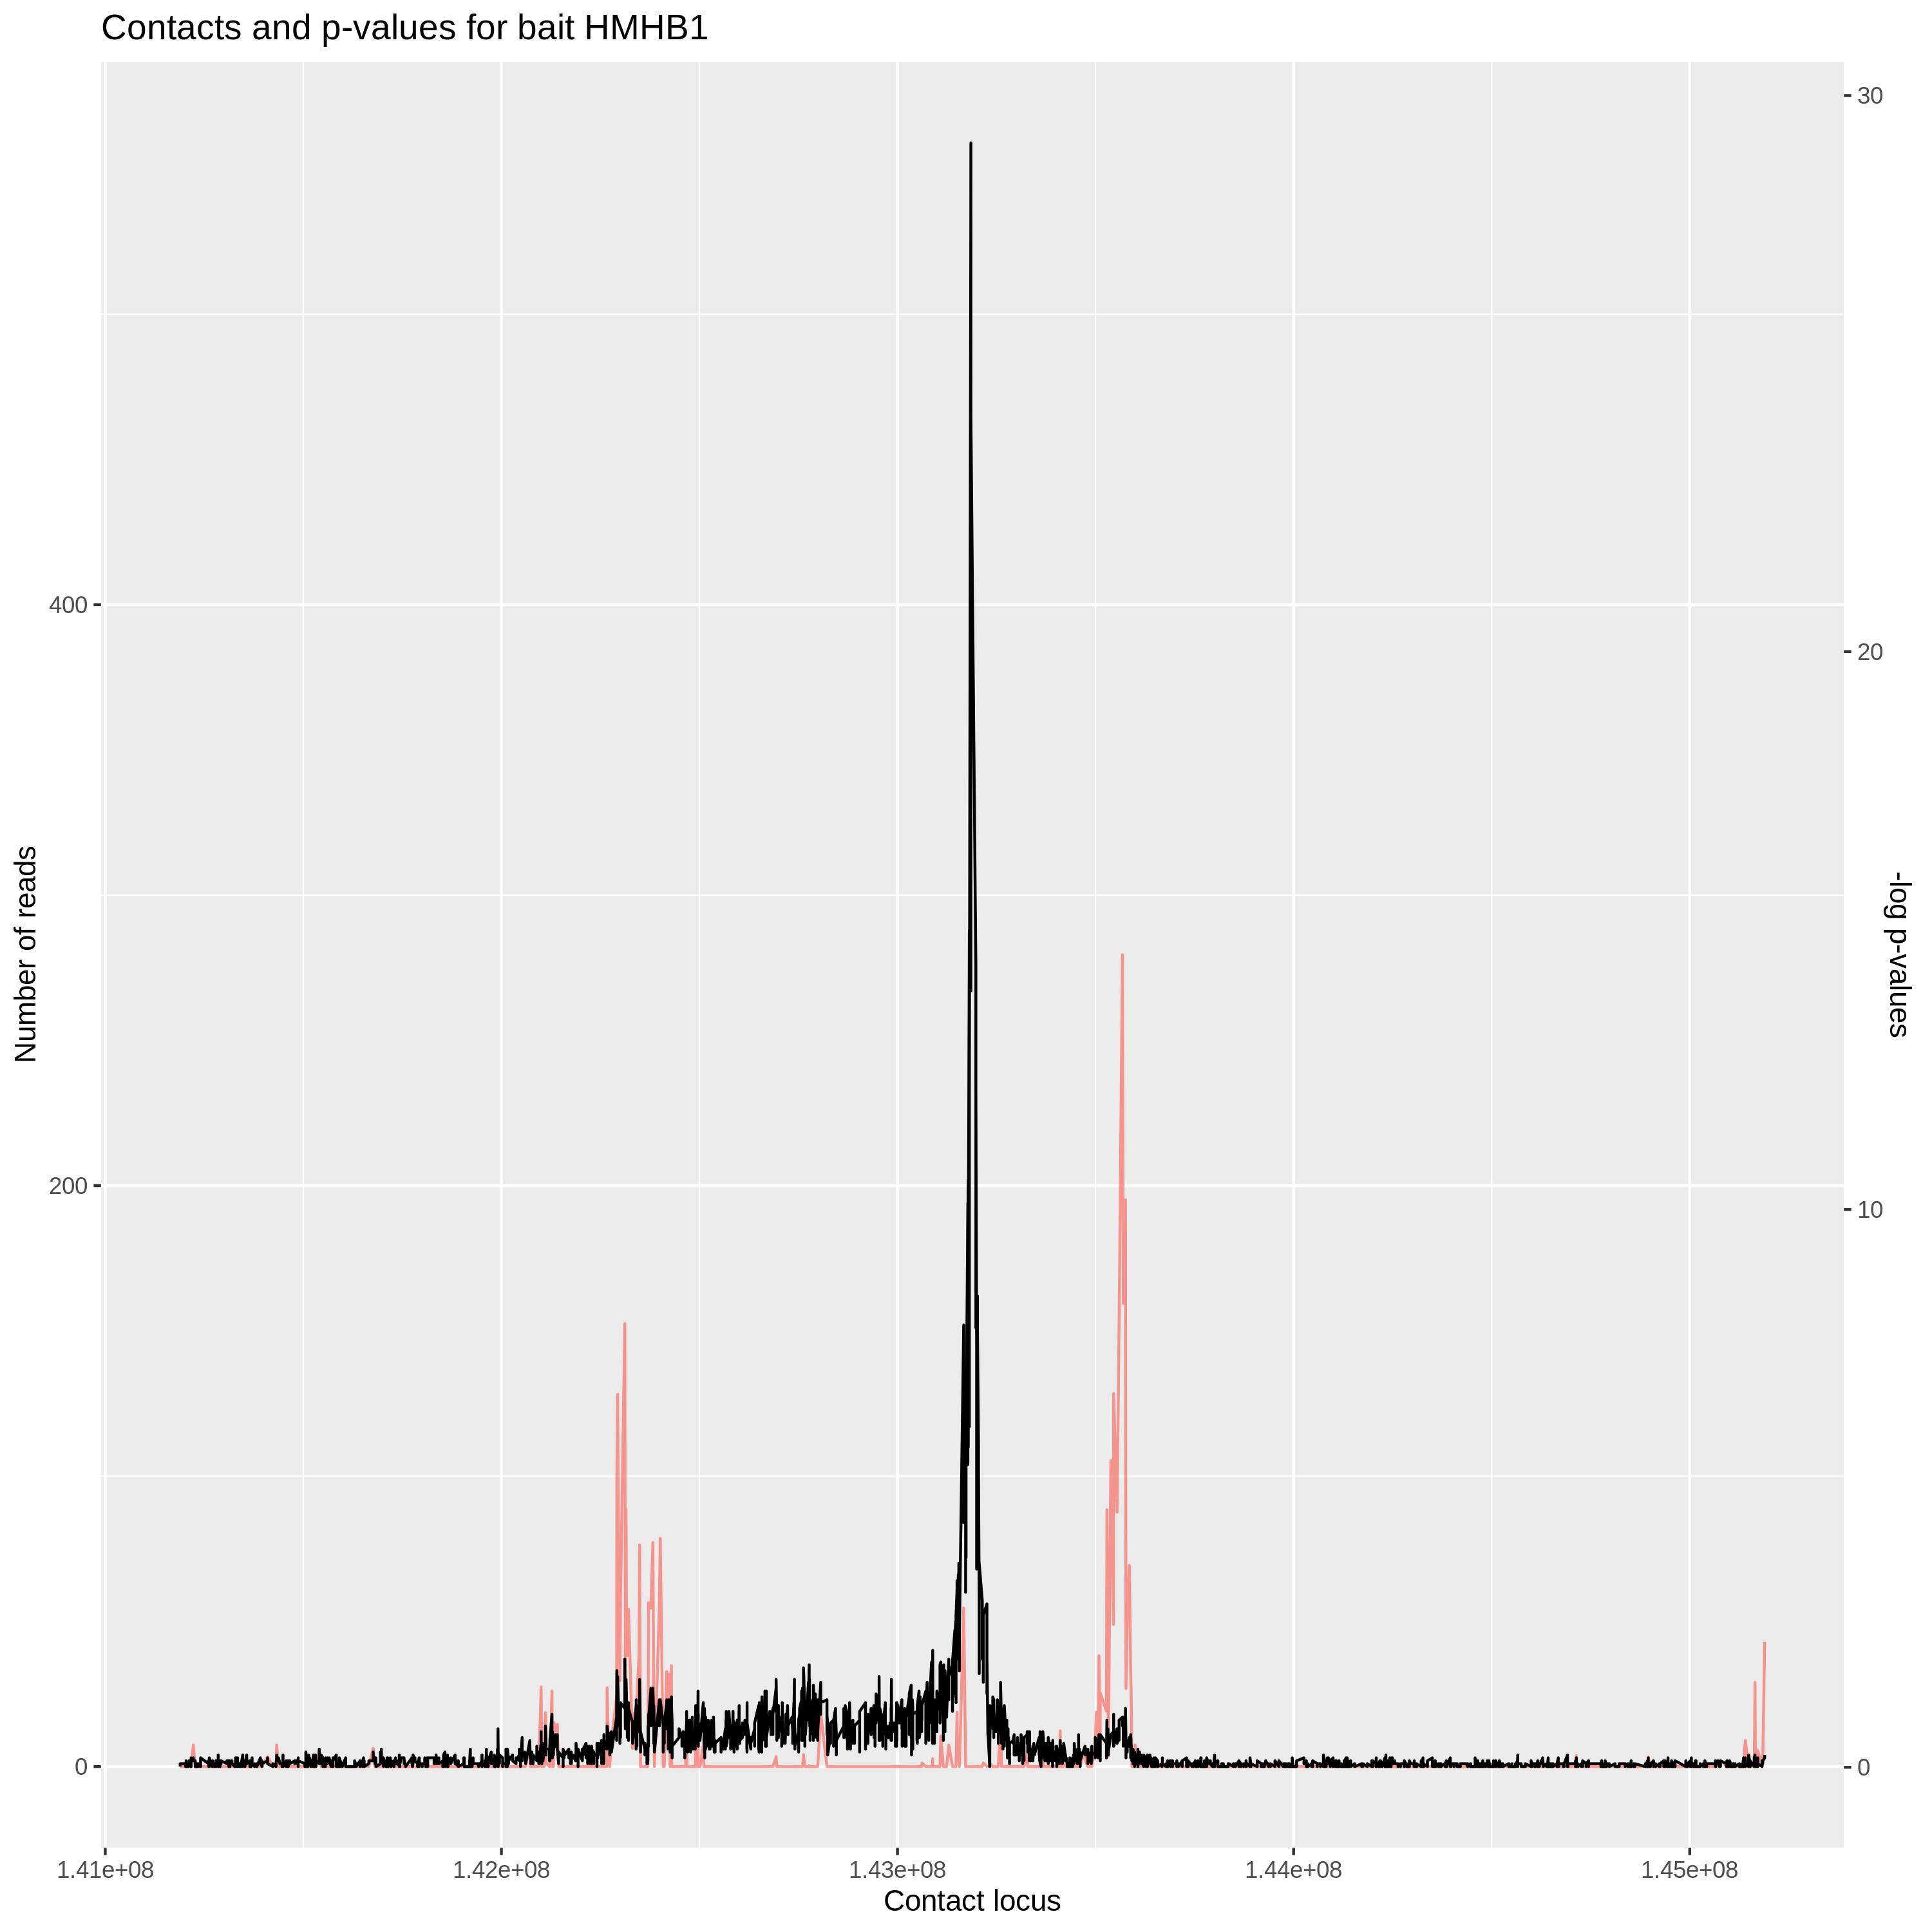 Contacts and p-values for bait HMHB1
30
400
20
Number of reads
-log p-values
200
10
0
0
1.41e+08
1.42e+08
1.43e+08
1.44e+08
1.45e+08
Contact locus